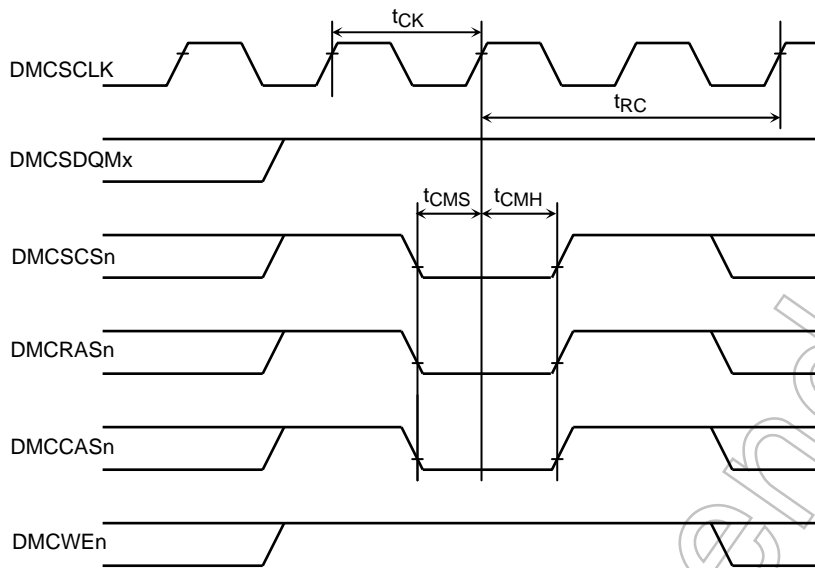 tCK
DMCSCLK
tRC
DMCSDQMx
tCMS
tCMH
DMCSCSn
DMCRASn
DMCCASn
DMCWEn